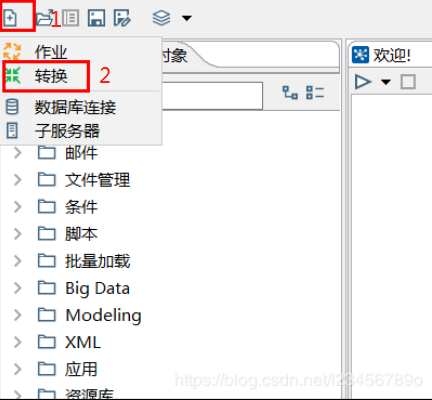 1
作业
转换 2
数据库连接
子服务器
对象
欢迎!
邮件
文件管理
条件
脚本
批量加载
Big Data
Modeling
XML
应用
资源库
https://blog.csdn.net/l23456789o